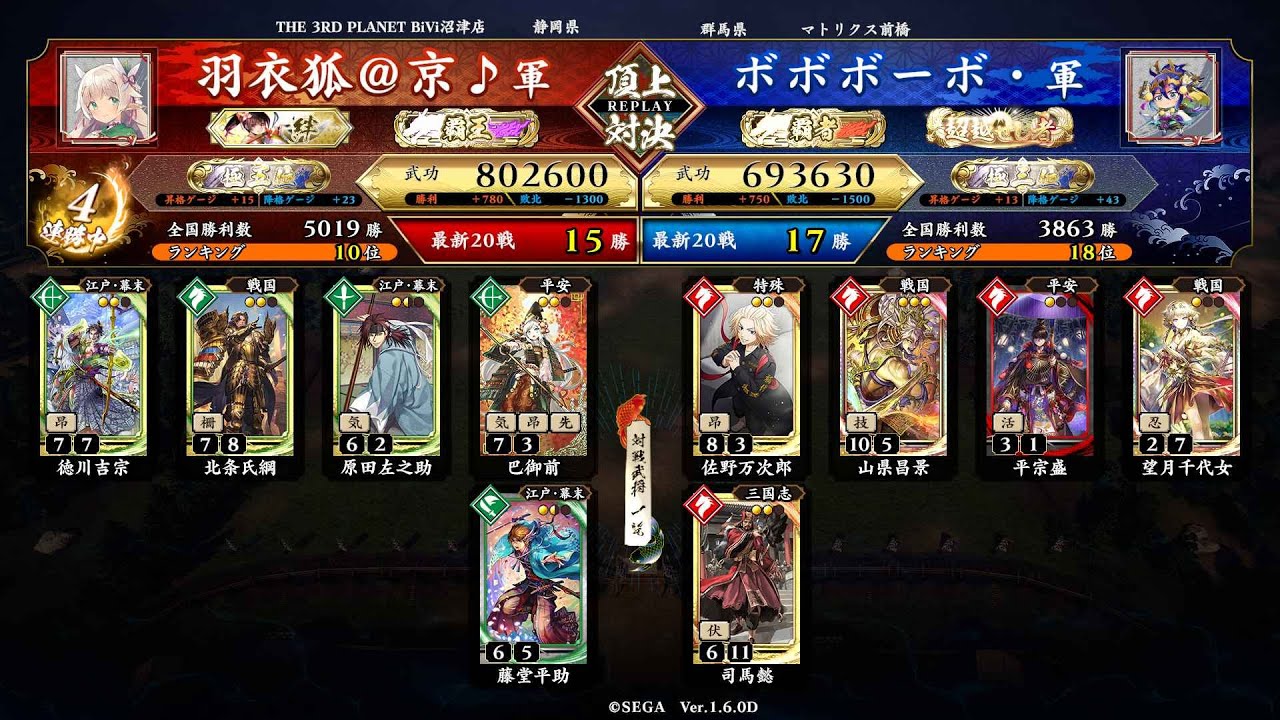 THE 3RD PLANET BiVi沼津店 静岡県
群馬県 マトリクス前橋
羽衣狐@京♪軍
頂上
REPLAY
対決
ボボボーボ・軍
絆
覇王
覇者
武功 802600
勝利 +780 敗北 -1300
武功 693630
勝利 +750 敗北 -1500
昇格ゲージ +15 降格ゲージ +23
昇格ゲージ +13 降格ゲージ +43
4
連勝中
全国勝利数 5019勝
ランキング 10位
最新20戦 15勝
最新20戦 17勝
全国勝利数 3863勝
ランキング 18位
江戸・幕末
昂
7 7
徳川吉宗
戦国
柵
7 8
北条氏綱
江戸・幕末
気
6 2
原田左之助
平安
気 昂 先
7 3
巴御前
特殊
昂
8 3
佐野万次郎
戦国
技
10 5
山県昌景
平安
活
3 1
平宗盛
戦国
忍
2 7
望月千代女
対戦武将一覧
江戸・幕末
6 5
藤堂平助
三国志
伏
6 11
司馬懿
©SEGA Ver.1.6.0D